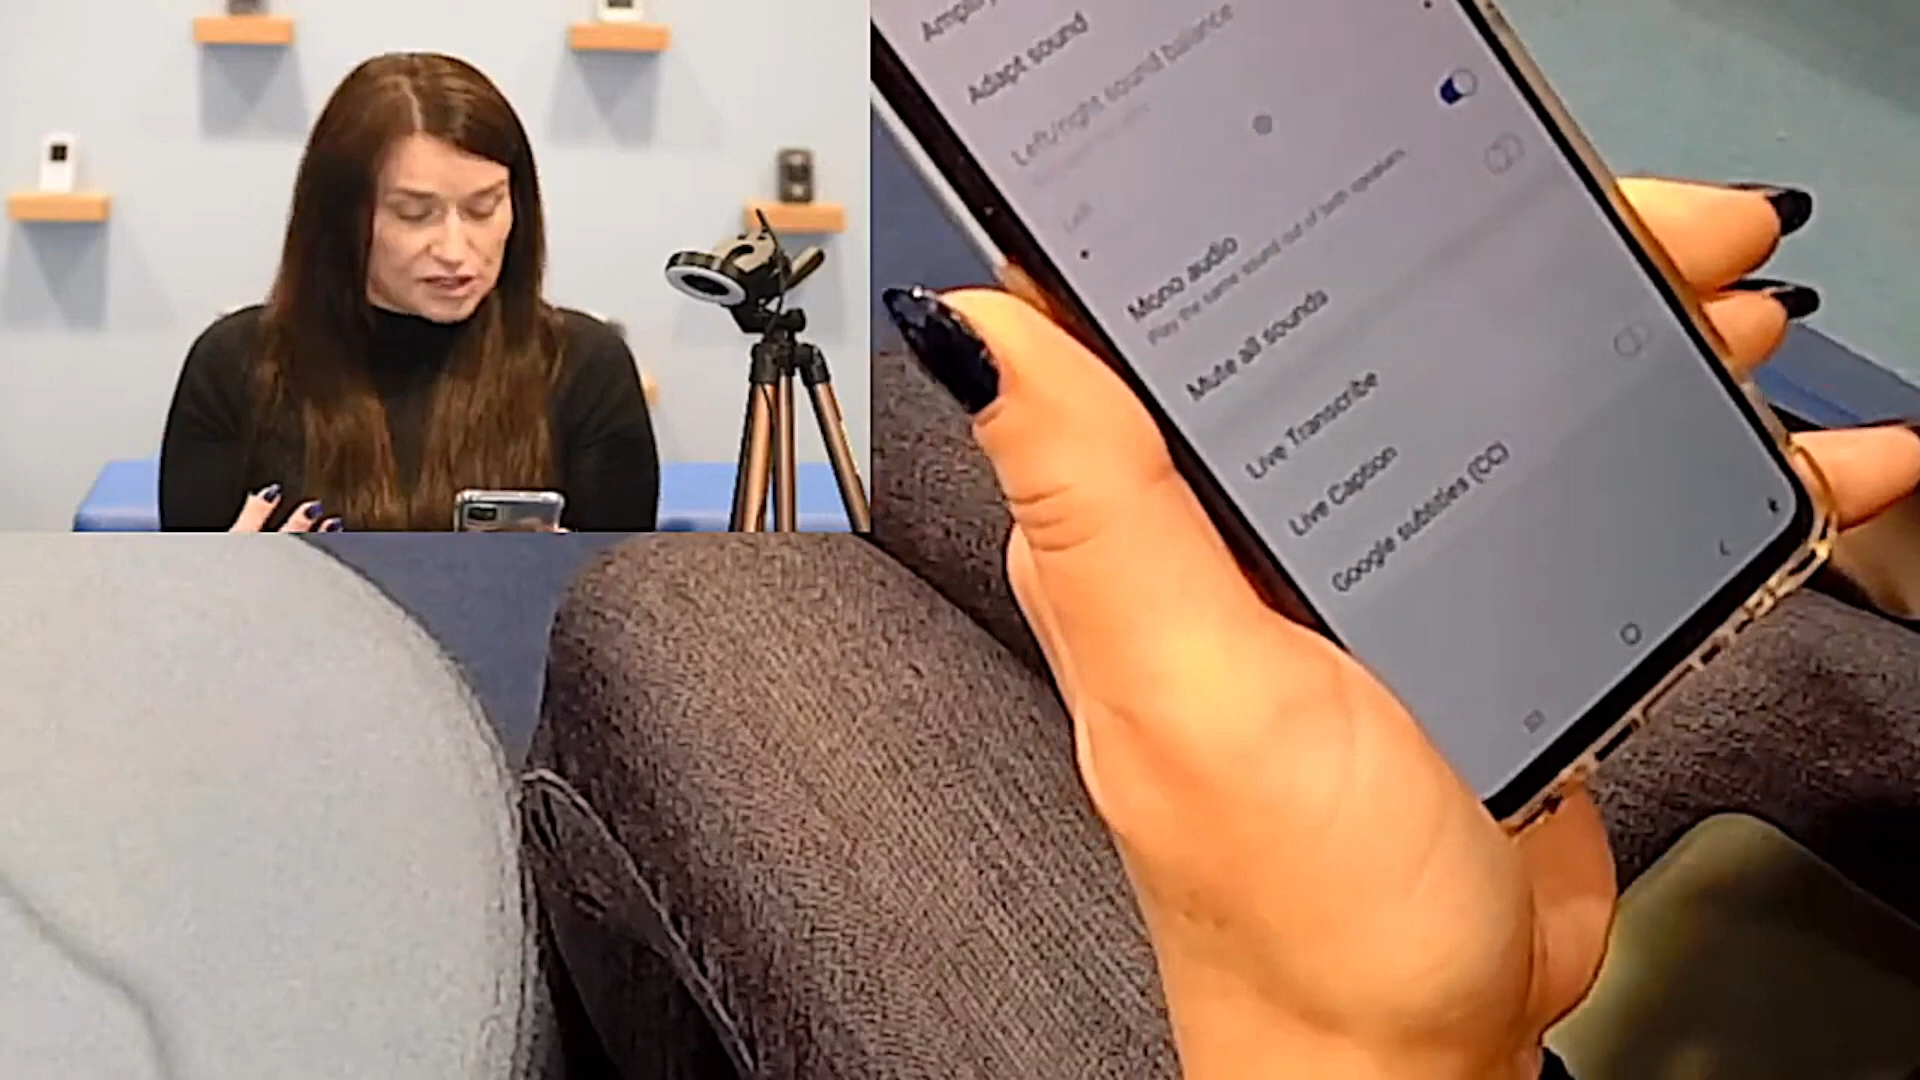 Adapt sound
Left/right sound balance
Left
Mono audio
Play the same sound out of both speakers
Mute all sounds
Live Transcribe
Live Caption
Google subtitles (CC)